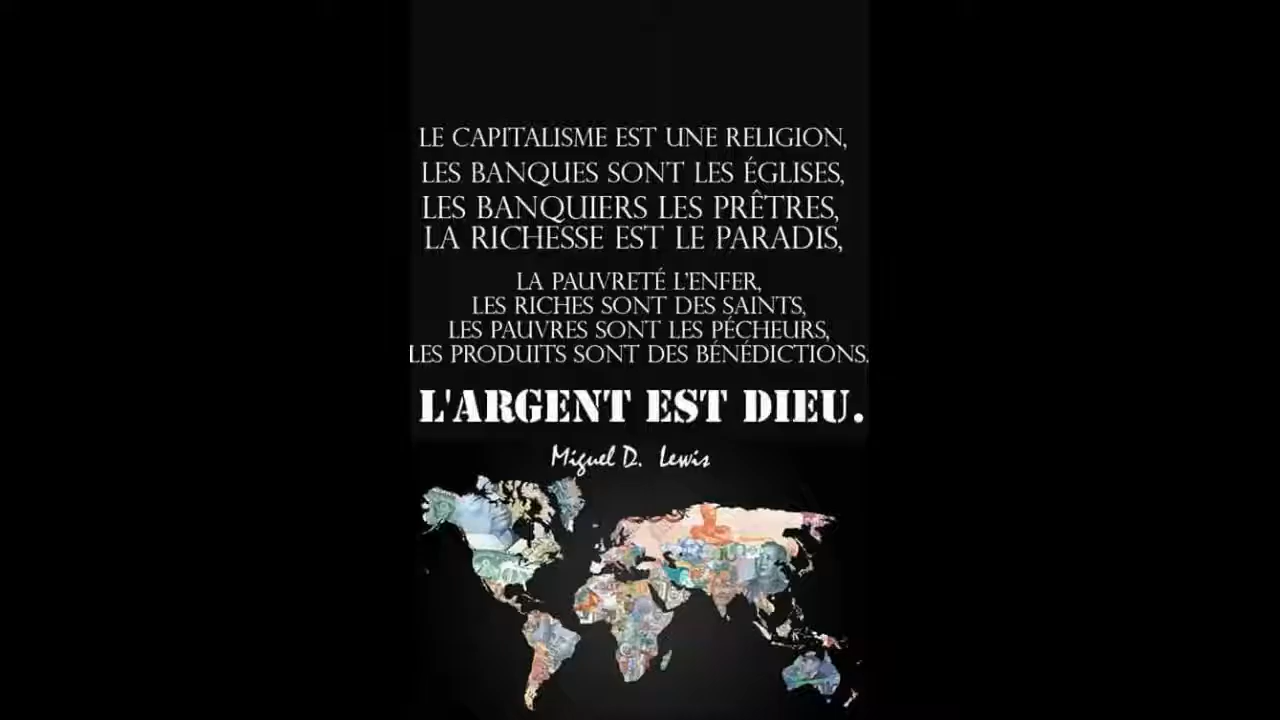 LE CAPITALISME EST UNE RELIGION,
LES BANQUES SONT LES ÉGLISES,
LES BANQUIERS LES PRÊTRES,
LA RICHESSE EST LE PARADIS,
LA PAUVRETÉ L'ENFER,
LES RICHES SONT DES SAINTS,
LES PAUVRES SONT LES PÉCHEURS,
LES PRODUITS SONT DES BÉNÉDICTIONS.
L'ARGENT EST DIEU.
Miguel D. Lewis